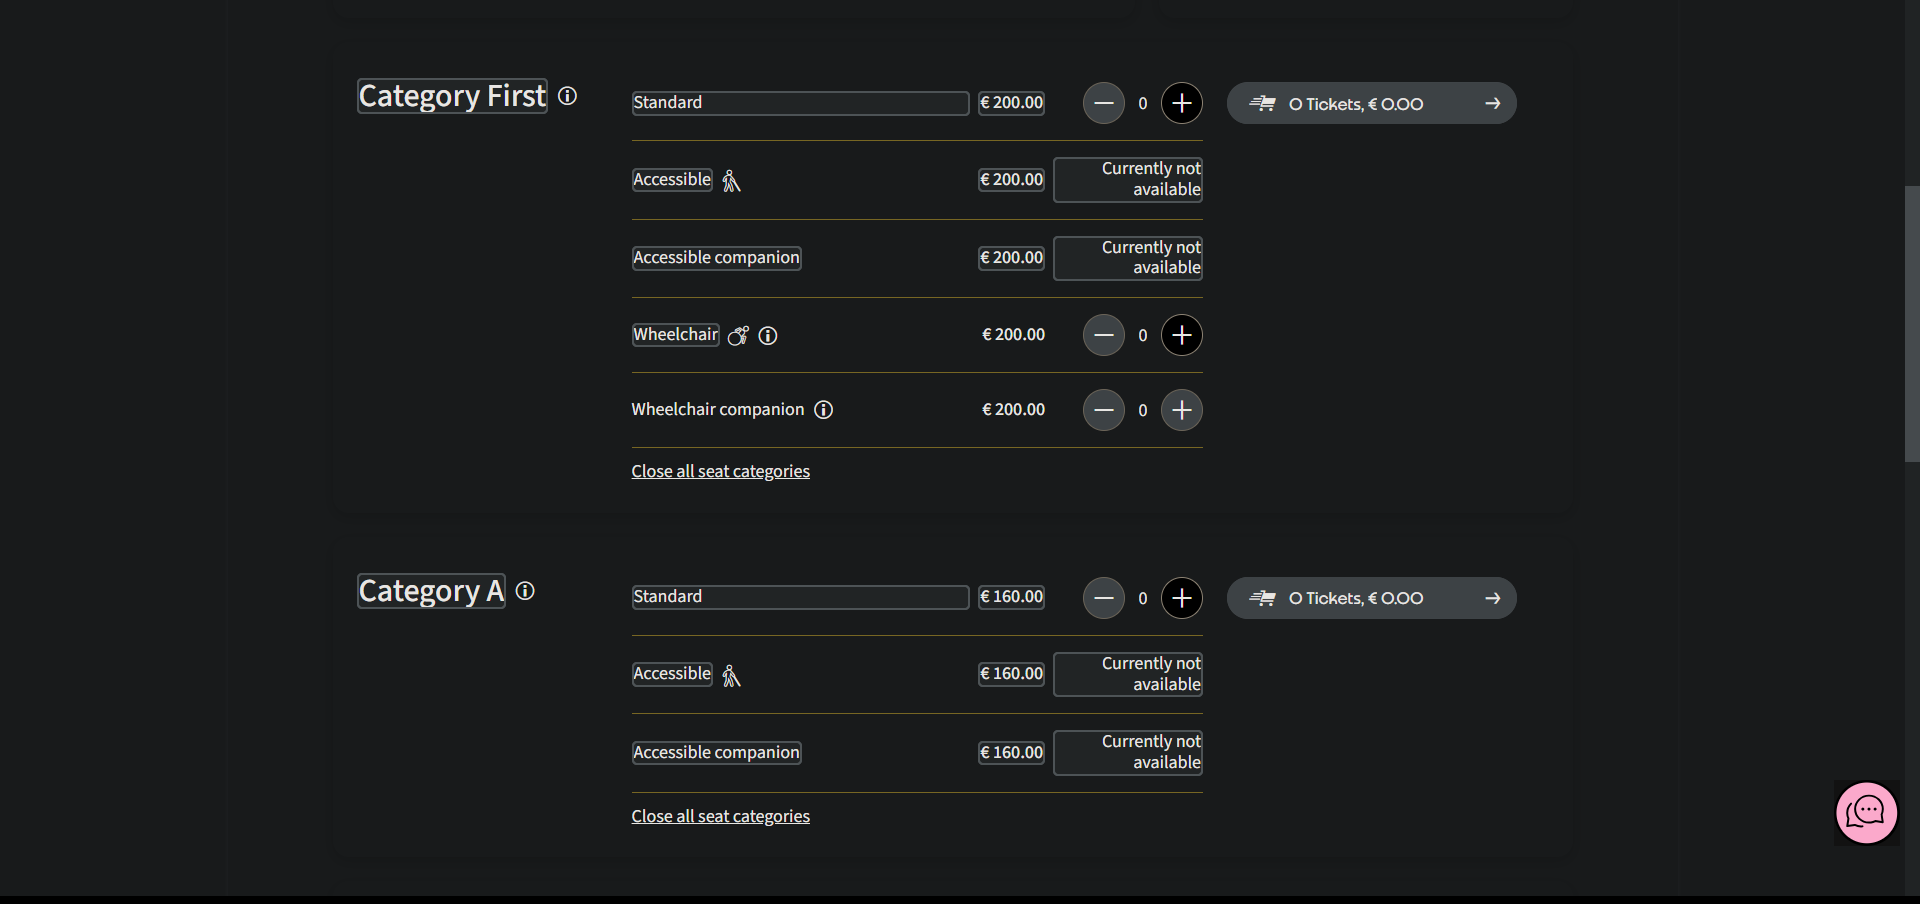 Category First
Standard € 200.00 0 0 Tickets, € 0.00
Accessible € 200.00 Currently not
available
Accessible companion € 200.00 Currently not
available
Wheelchair € 200.00 0
Wheelchair companion € 200.00 0
Close all seat categories
Category A
Standard € 160.00 0 0 Tickets, € 0.00
Accessible € 160.00 Currently not
available
Accessible companion € 160.00 Currently not
available
Close all seat categories